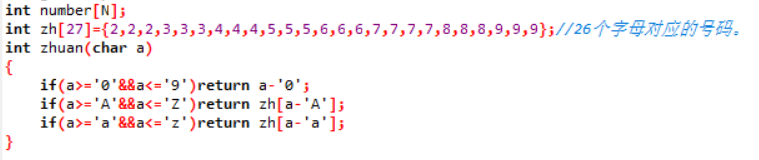 int number[N];
int zh[27]={2,2,2,3,3,3,4,4,4,5,5,5,6,6,6,7,7,7,7,8,8,8,9,9,9};//26个字母对应的号码。
int zhuan(char a)
{
if(a>='0'&&a<='9')return a-'0';
if(a>='A'&&a<='Z')return zh[a-'A'];
if(a>='a'&&a<='z')return zh[a-'a'];
}